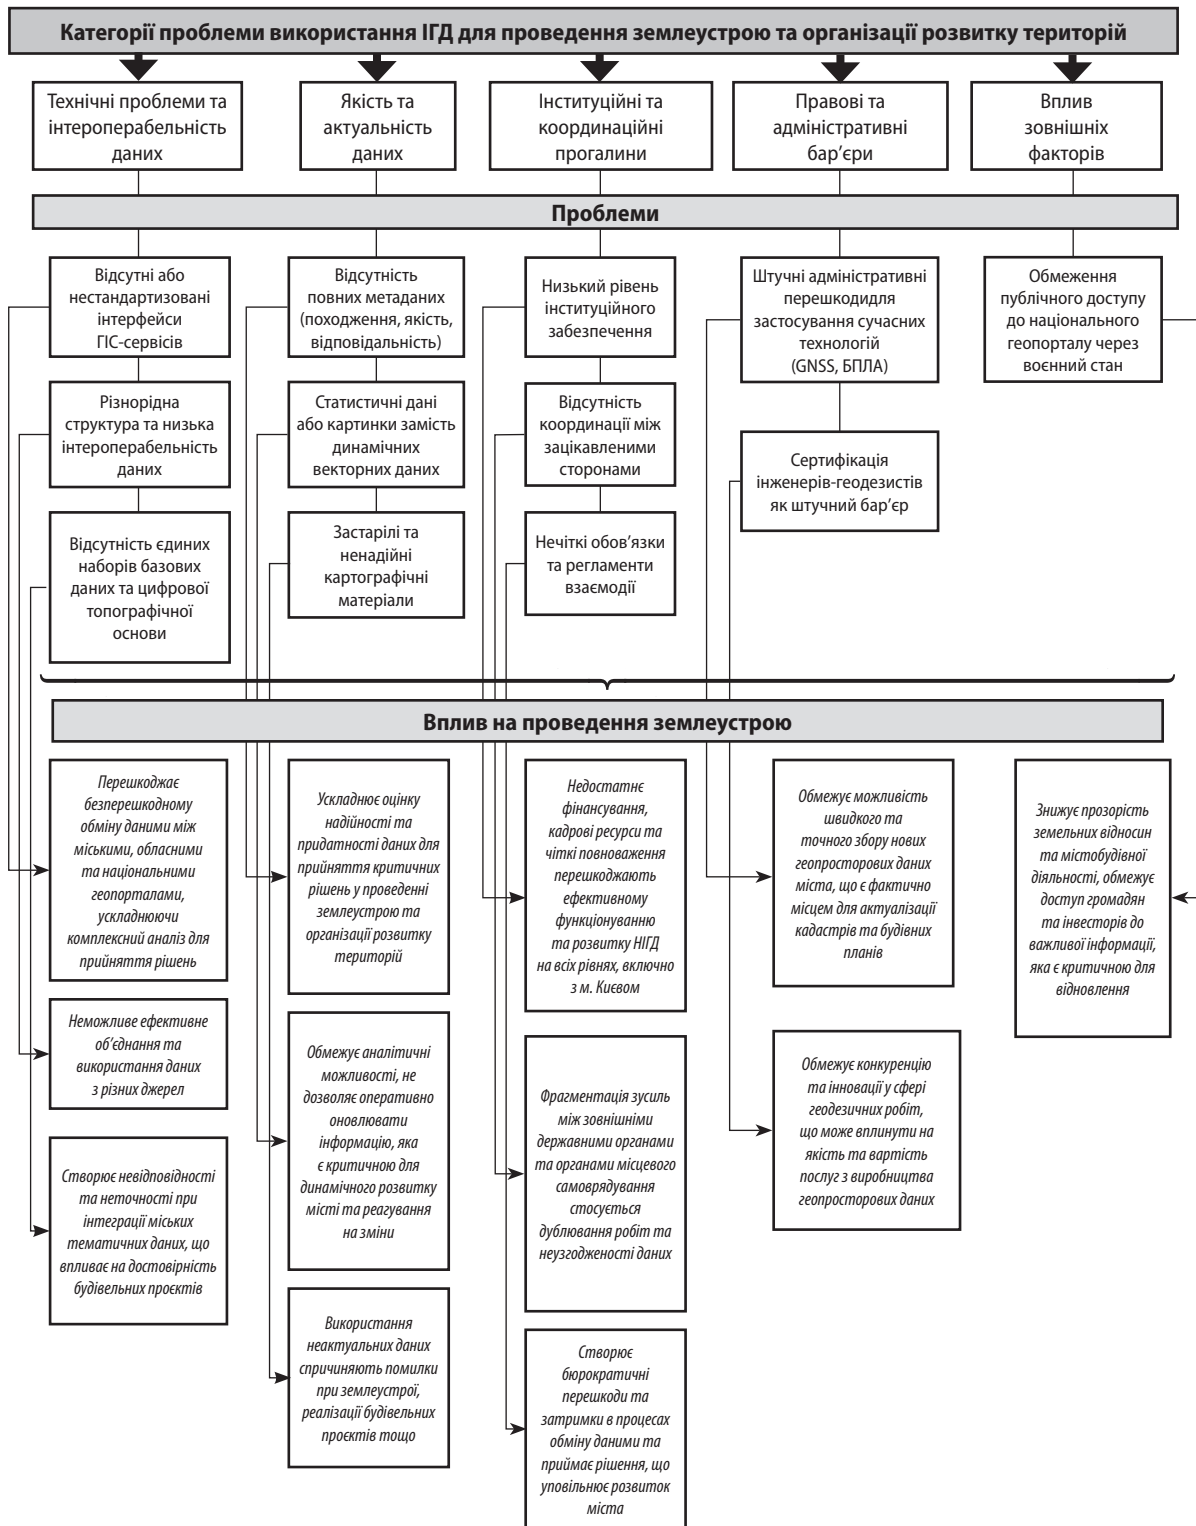 Категорії проблеми використання ІГД для проведення землеустрою та організації розвитку територій
Технічні проблеми та
інтероперабельність
даних
Якість та
актуальність
даних
Інституційні та
координаційні
прогалини
Правові та
адміністративні
бар’єри
Вплив
зовнішніх
факторів
Проблеми
Відсутні або
нестандартизовані
інтерфейси
ГІС-сервісів
Відсутність
повних метаданих
(походження, якість,
відповідальність)
Низький рівень
інституційного
забезпечення
Штучні адміністративні
перешкодидля
застосування сучасних
технологій
(GNSS, БПЛА)
Обмеження
публічного доступу
до національного
геопорталу через
воєнний стан
Різнорідна
структура та низька
інтероперабельність
даних
Статистичні дані
або картинки замість
динамічних
векторних даних
Відсутність
координації між
зацікавленими
сторонами
Сертифікація
інженерів-геодезистів
як штучний бар’єр
Відсутність єдиних
наборів базових
даних та цифрової
топографічної
основи
Застарілі та
ненадійні
картографічні
матеріали
Нечіткі обов’язки
та регламенти
взаємодії
Вплив на проведення землеустрою
Перешкоджає
безперешкодному
обміну даними між
міськими, обласними
та національними
геопорталами,
ускладнюючи
комплексний аналіз для
прийняття рішень
Ускладнює оцінку
надійності та
придатності даних для
прийняття критичних
рішень у проведенні
землеустрою та
організації розвитку
територій
Недостатнє
фінансування,
кадрові ресурси та
чіткі повноваження
перешкоджають
ефективному
функціонуванню
та розвитку НІГД
на всіх рівнях, включно
з м. Києвом
Обмежує можливість
швидкого та
точного збору нових
геопросторових даних
міста, що є фактично
місцем для актуалізації
кадастрів та будівних
планів
Знижує прозорість
земельних відносин
та містобудівної
діяльності, обмежує
доступ громадян
та інвесторів до
важливої інформації,
яка є критичною для
відновлення
Неможливе ефективне
об’єднання та
використання даних
з різних джерел
Обмежує аналітичні
можливості, не
дозволяє оперативно
оновлювати
інформацію, яка
є критичною для
динамічного розвитку
місті та реагування
на зміни
Фрагментація зусиль
між зовнішніми
державними органами
та органами місцевого
самоврядування
стосується
дублювання робіт та
неузгодженості даних
Обмежує конкуренцію
та інновації у сфері
геодезичних робіт,
що може вплинути на
якість та вартість
послуг з виробництва
геопросторових даних
Створює невідповідності
та неточності при
інтеграції міських
тематичних даних, що
впливає на достовірність
будівельних проєктів
Використання
неактуальних даних
спричиняють помилки
при землеустрої,
реалізації будівельних
проєктів тощо
Створює
бюрократичні
перешкоди та
затримки в процесах
обміну даними та
приймає рішення, що
уповільнює розвиток
міста